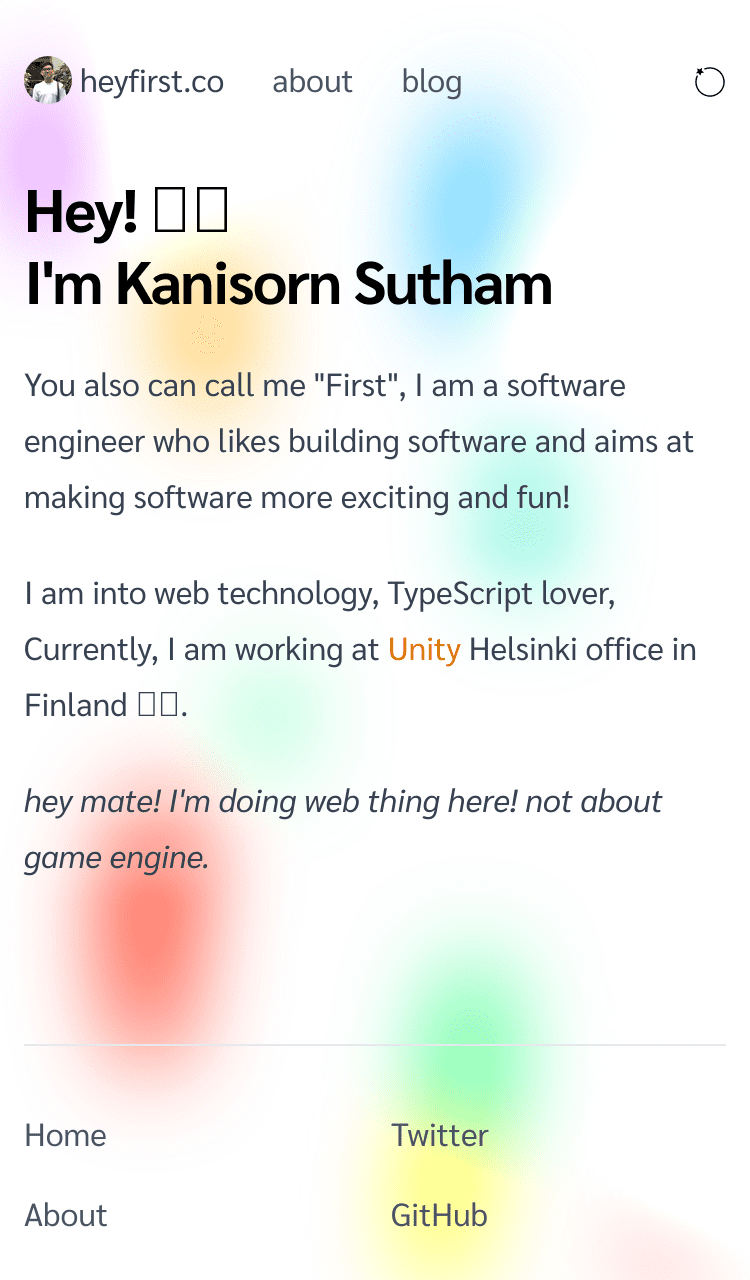 heyfirst.co about blog
Hey!
I'm Kanisorn Sutham
You also can call me "First", I am a software
engineer who likes building software and aims at
making software more exciting and fun!
I am into web technology, TypeScript lover,
Currently, I am working at Unity Helsinki office in
Finland .
hey mate! I'm doing web thing here! not about
game engine.
Home Twitter
About GitHub